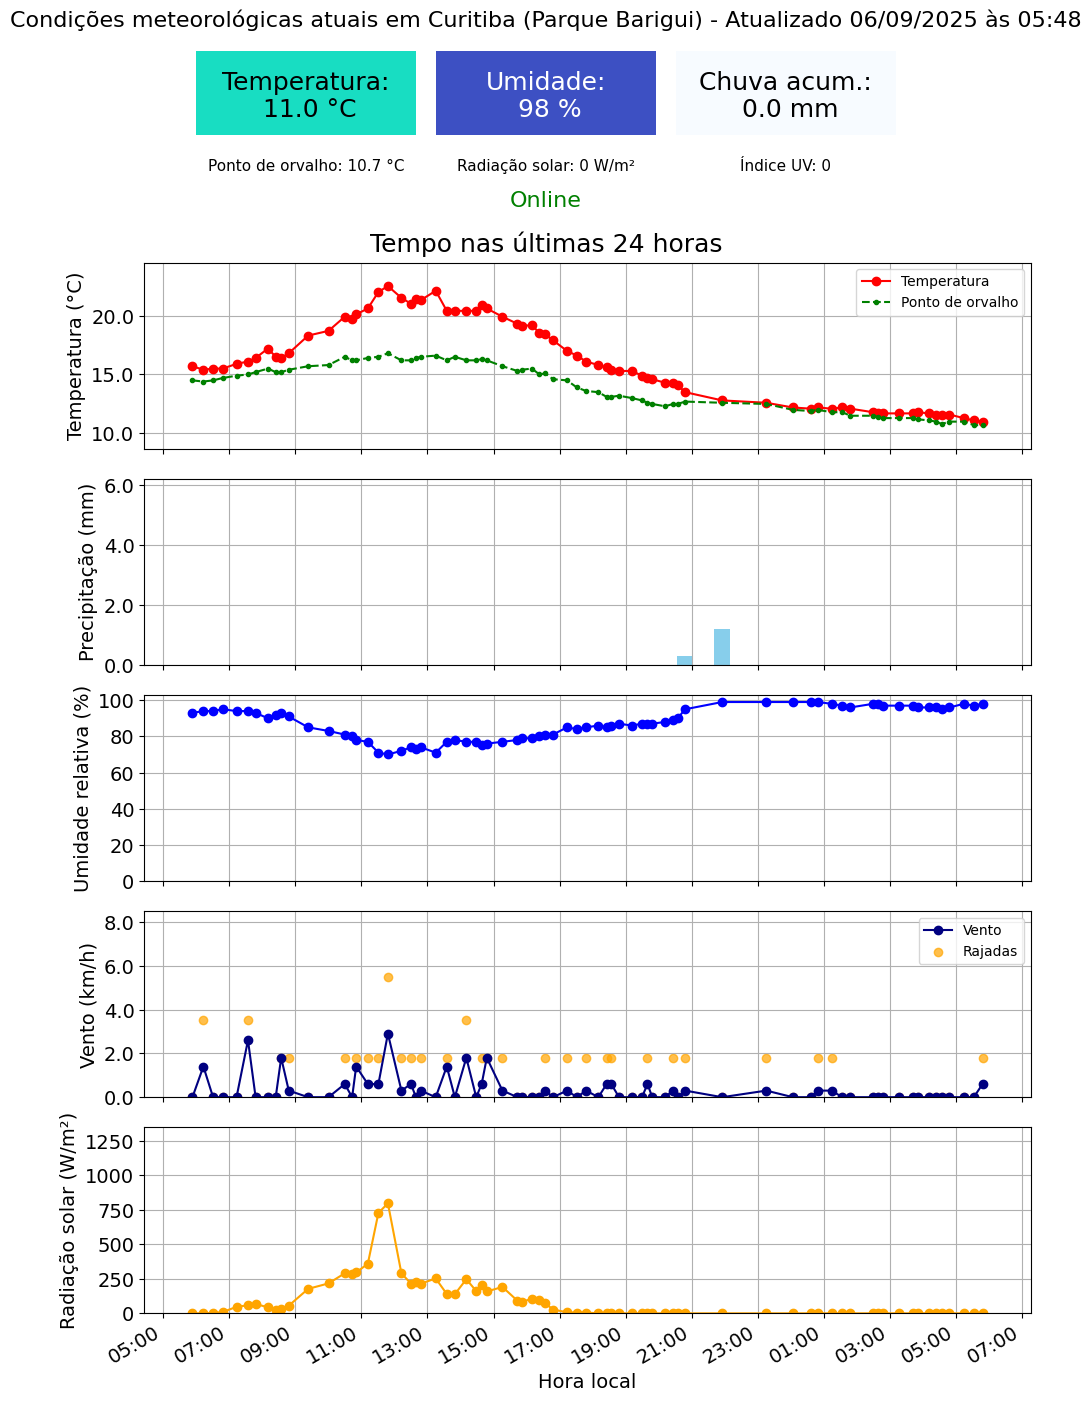 Condições meteorológicas atuais em Curitiba (Parque Barigui) - Atualizado 06/09/2025 às 05:48
Temperatura:
11.0 °C
Umidade:
98 %
Chuva acum.:
0.0 mm
Ponto de orvalho: 10.7 °C
Radiação solar: 0 W/m²
Índice UV: 0
Online
Tempo nas últimas 24 horas
Temperatura (°C)
20.0
15.0
10.0
Temperatura
Ponto de orvalho
Precipitação (mm)
6.0
4.0
2.0
0.0
Umidade relativa (%)
100
80
60
40
20
0
Vento (km/h)
8.0
6.0
4.0
2.0
0.0
Vento
Rajadas
Radiação solar (W/m²)
1250
1000
750
500
250
0
05:00
07:00
09:00
11:00
13:00
15:00
17:00
19:00
21:00
23:00
01:00
03:00
05:00
07:00
Hora local